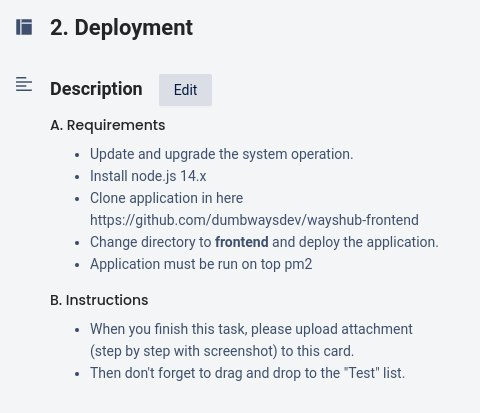 2. Deployment
Description
Edit
A. Requirements
• Update and upgrade the system operation.
• Install node.js 14.x
• Clone application in here
https://github.com/dumbwaysdev/wayshub-frontend
• Change directory to frontend and deploy the application.
• Application must be run on top pm2
B. Instructions
• When you finish this task, please upload attachment
(step by step with screenshot) to this card.
• Then don't forget to drag and drop to the "Test" list.